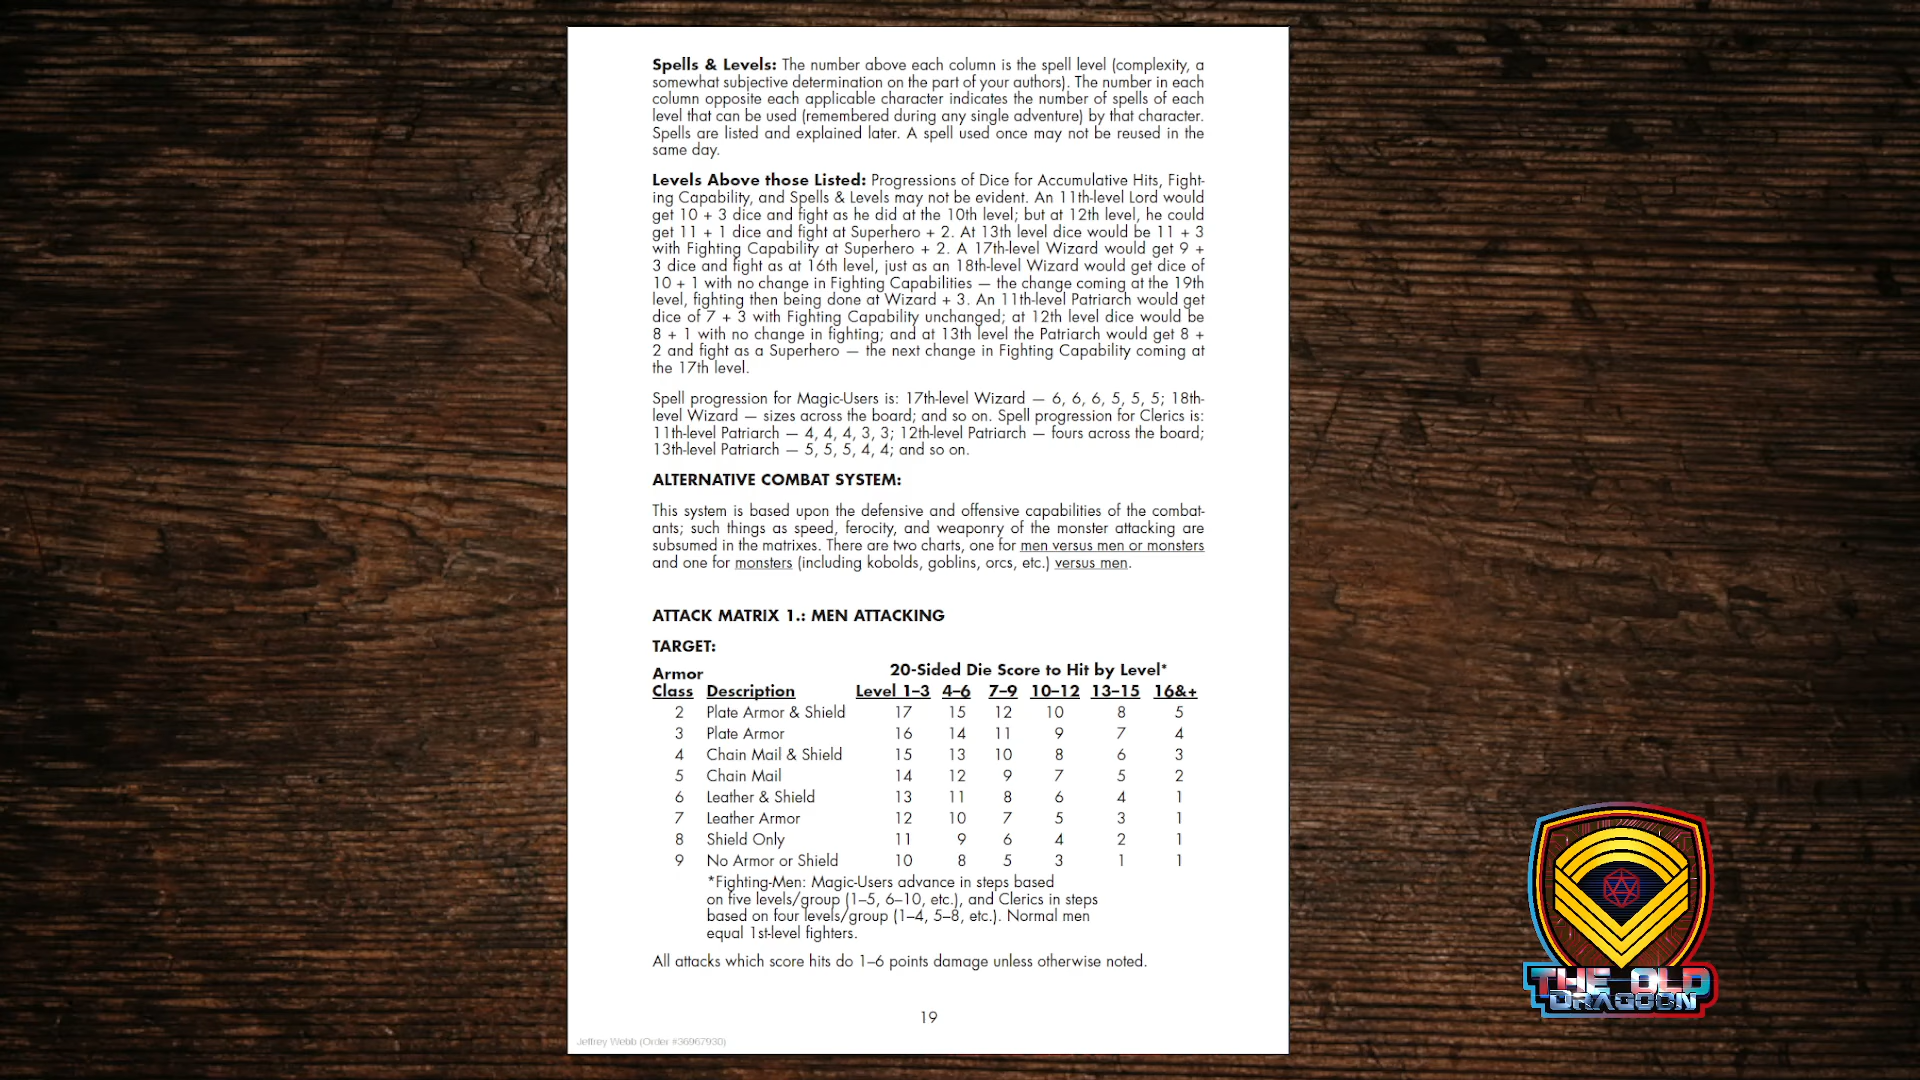 Spells & Levels: The number above each column is the spell level (complexity, a
somewhat subjective determination on the part of your authors). The number in each
column opposite each applicable character indicates the number of spells of each
level that can be used (remembered during any single adventure) by that character.
Spells are listed and explained later. A spell used once may not be reused in the
same day.
Levels Above those Listed: Progressions of Dice for Accumulative Hits, Fight-
ing Capability, and Spells & Levels may not be evident. An 11th-level Lord would
get 10 + 3 dice and fight as he did at the 10th level; but at 12th level, he could
get 11 + 1 dice and fight at Superhero + 2. At 13th level dice would be 11 + 3
with Fighting Capability at Superhero + 2. A 17th-level Wizard would get 9 +
3 dice and fight as at 16th level, just as an 18th-level Wizard would get dice of
10 + 1 with no change in Fighting Capabilities — the change coming at the 19th
level, fighting then being done at Wizard + 3. An 11th-level Patriarch would get
dice of 7 + 3 with Fighting Capability unchanged; at 12th level dice would be
8 + 1 with no change in fighting; and at 13th level the Patriarch would get 8 +
2 and fight as a Superhero — the next change in Fighting Capability coming at
the 17th level.
Spell progression for Magic-Users is: 17th-level Wizard — 6, 6, 6, 5, 5, 5; 18th-
level Wizard — sizes across the board; and so on. Spell progression for Clerics is:
11th-level Patriarch — 4, 4, 4, 3, 3; 12th-level Patriarch — fours across the board;
13th-level Patriarch — 5, 5, 5, 4, 4; and so on.
ALTERNATIVE COMBAT SYSTEM:
This system is based upon the defensive and offensive capabilities of the combat-
ants; such things as speed, ferocity, and weaponry of the monster attacking are
subsumed in the matrixes. There are two charts, one for men versus men or monsters
and one for monsters (including kobolds, goblins, orcs, etc.) versus men.
ATTACK MATRIX 1.: MEN ATTACKING
TARGET:
Armor 20-Sided Die Score to Hit by Level*
Class Description Level 1–3 4–6 7–9 10–12 13–15 16&+
2 Plate Armor & Shield 17 15 12 10 8 5
3 Plate Armor 16 14 11 9 7 4
4 Chain Mail & Shield 15 13 10 8 6 3
5 Chain Mail 14 12 9 7 5 2
6 Leather & Shield 13 11 8 6 4 1
7 Leather Armor 12 10 7 5 3 1
8 Shield Only 11 9 6 4 2 1
9 No Armor or Shield 10 8 5 3 1 1
*Fighting-Men: Magic-Users advance in steps based
on five levels/group (1–5, 6–10, etc.), and Clerics in steps
based on four levels/group (1–4, 5–8, etc.). Normal men
equal 1st-level fighters.
All attacks which score hits do 1–6 points damage unless otherwise noted.
19
Jeffrey Webb (Order #36967930)
THE OLD
DRAGOON